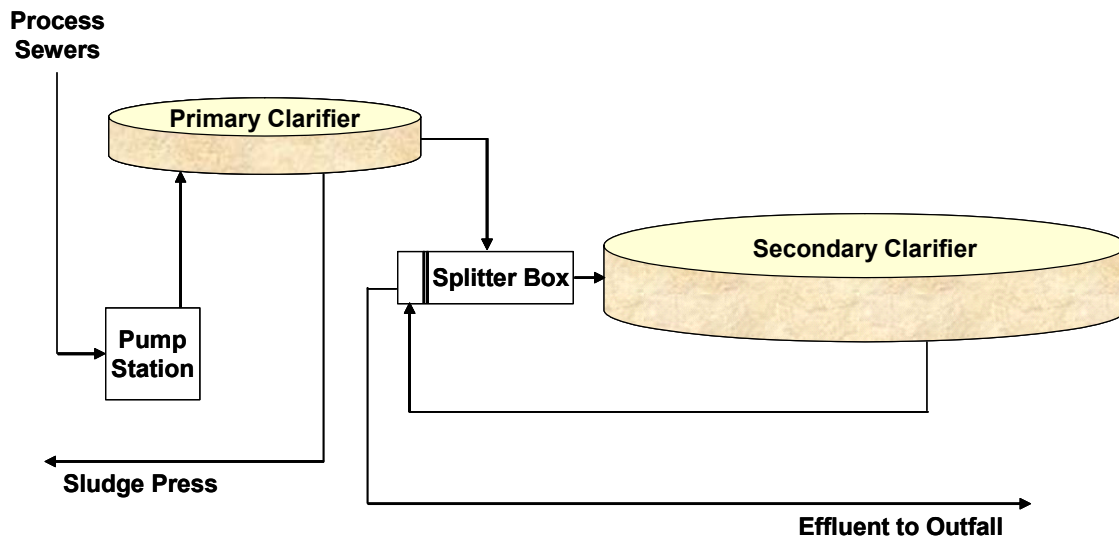 Process
Sewers
Primary Clarifier
Secondary Clarifier
Splitter Box
Pump
Station
Sludge Press
Effluent to Outfall